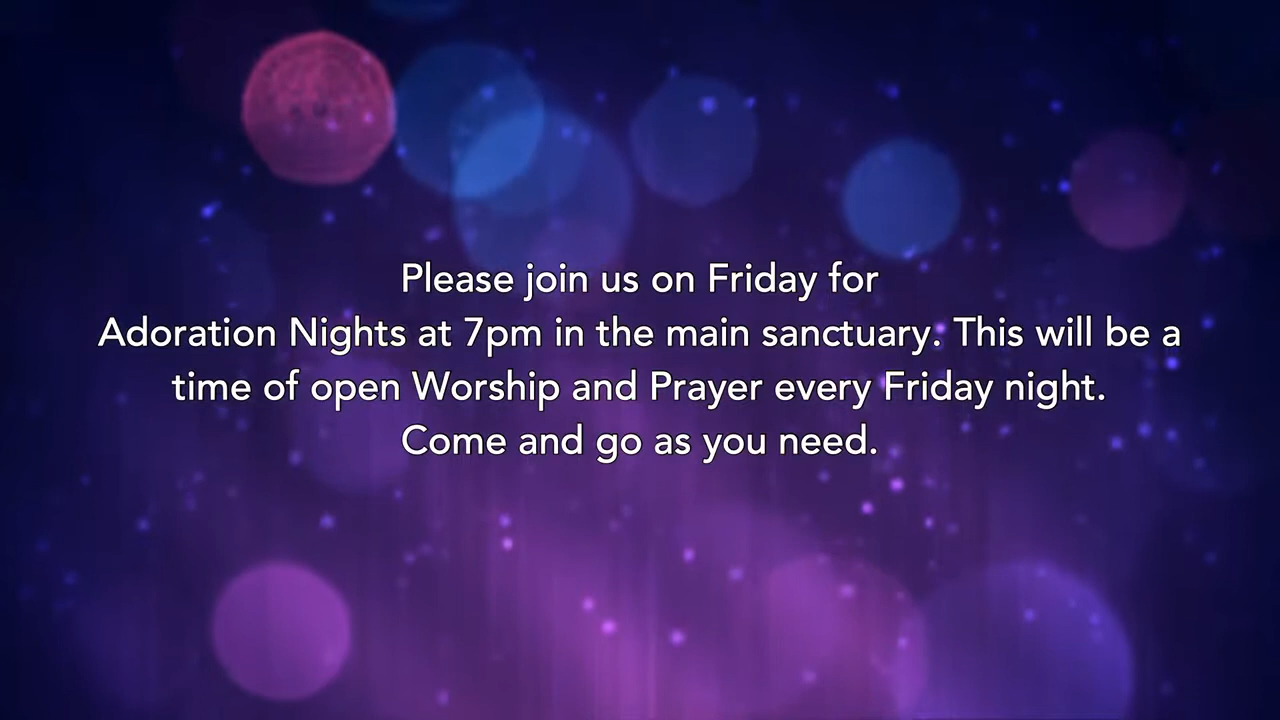 Please join us on Friday for
Adoration Nights at 7pm in the main sanctuary. This will be a
time of open Worship and Prayer every Friday night.
Come and go as you need.